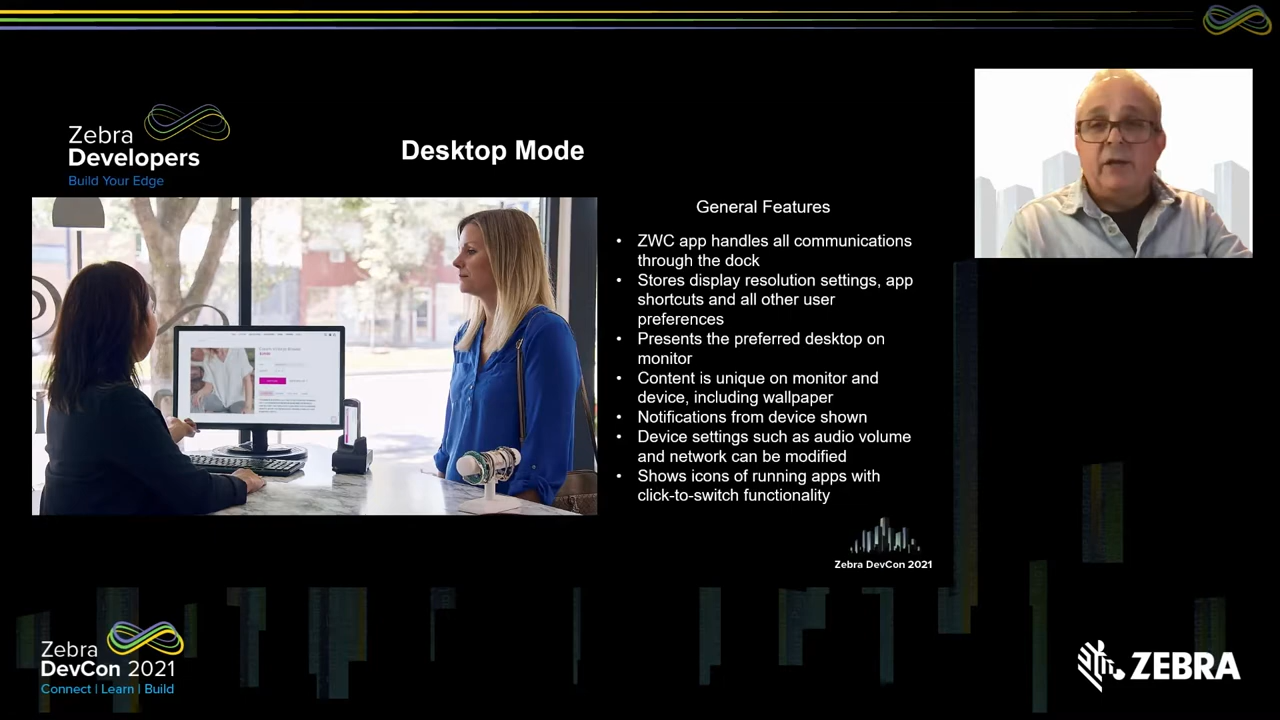 Zebra
Developers
Build Your Edge
Desktop Mode
General Features
• ZWC app handles all communications
through the dock
• Stores display resolution settings, app
shortcuts and all other user
preferences
• Presents the preferred desktop on
monitor
• Content is unique on monitor and
device, including wallpaper
• Notifications from device shown
• Device settings such as audio volume
and network can be modified
• Shows icons of running apps with
click-to-switch functionality
Zebra DevCon 2021
Zebra
DevCon 2021
Connect | Learn | Build
ZEBRA